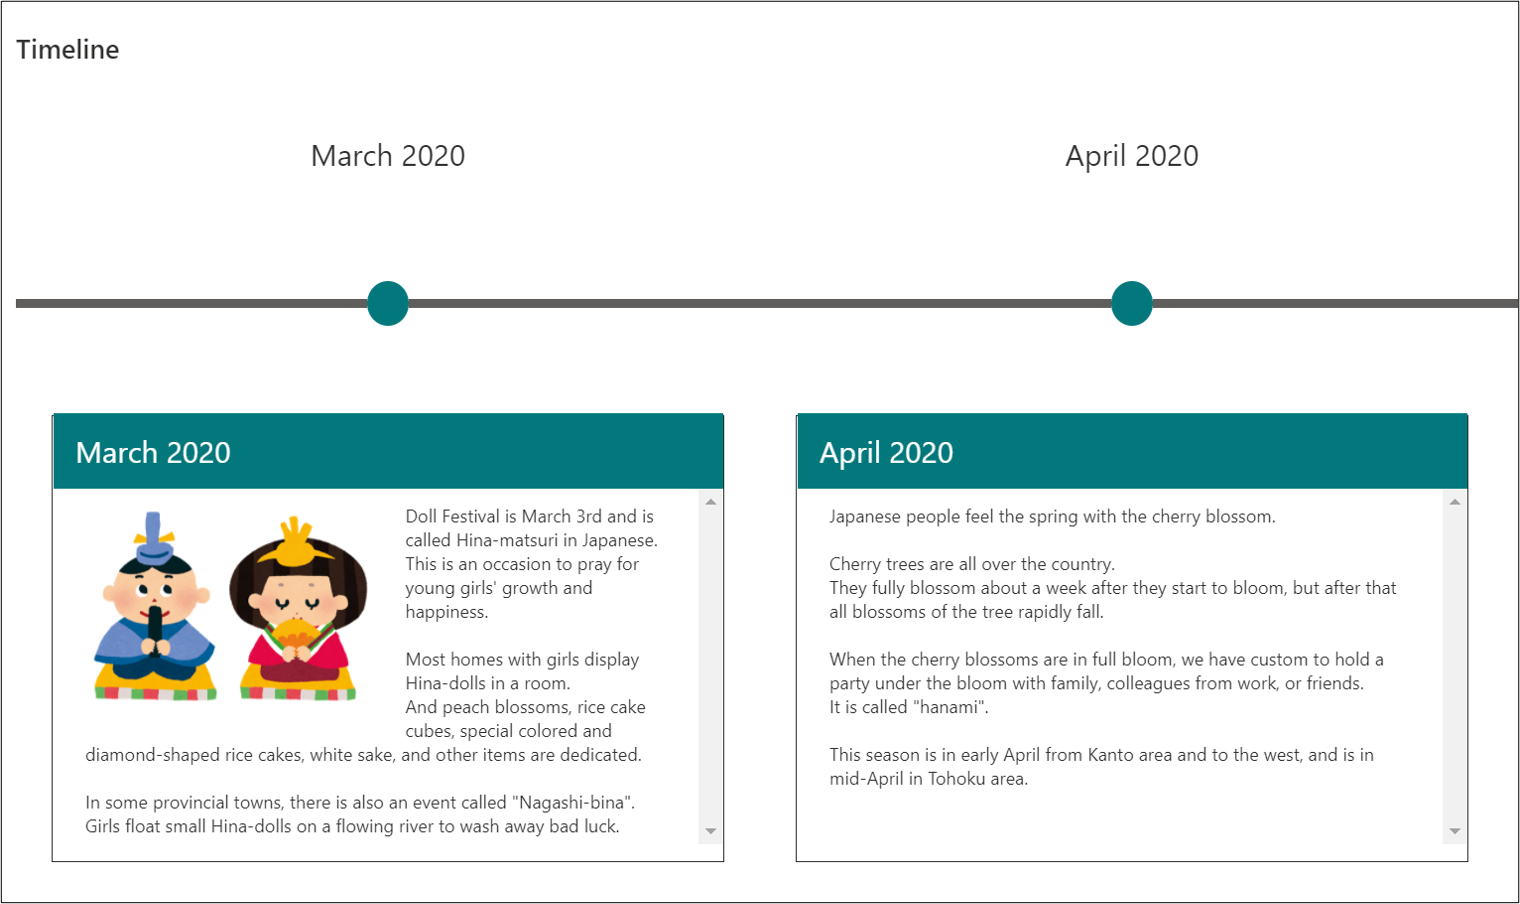 Timeline
March 2020
April 2020
March 2020
Doll Festival is March 3rd and is
called Hina-matsuri in Japanese.
This is an occasion to pray for
young girls' growth and
happiness.
Most homes with girls display
Hina-dolls in a room.
And peach blossoms, rice cake
cubes, special colored and
diamond-shaped rice cakes, white sake, and other items are dedicated.
In some provincial towns, there is also an event called "Nagashi-bina".
Girls float small Hina-dolls on a flowing river to wash away bad luck.
April 2020
Japanese people feel the spring with the cherry blossom.
Cherry trees are all over the country.
They fully blossom about a week after they start to bloom, but after that
all blossoms of the tree rapidly fall.
When the cherry blossoms are in full bloom, we have custom to hold a
party under the bloom with family, colleagues from work, or friends.
It is called "hanami".
This season is in early April from Kanto area and to the west, and is in
mid-April in Tohoku area.